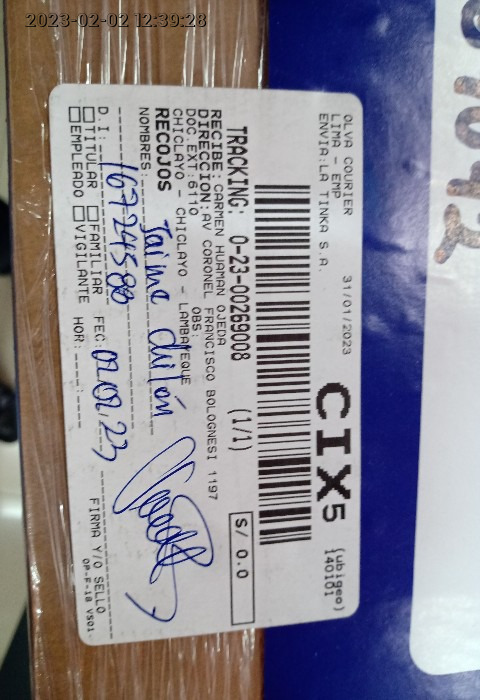 2023-02-02 12:39:28
OLVA COURIER 31/01/2023
LIMA - EMP
ENVIA:LA TINKA S.A.
CIX5
(ubigeo)
140101
TRACKING: 0-23-00269008 (1/1)
S/ 0.0
RECIBE: CARMEN HUAMAN OJEDA
DIRECCION:AV CORONEL FRANCISCO BOLOGNESI 1197
DOC.EXT:6110 OBS:
CHICLAYO - CHICLAYO - LAMBAYEQUE
RECOJOS
NOMBRES: Jaime Chilón
D.I: 16724580 FEC: 02/02/23
TITULAR FAMILIAR
EMPLEADO VIGILANTE HOR:
FIRMA Y/O SELLO
OP-F-18 VS01